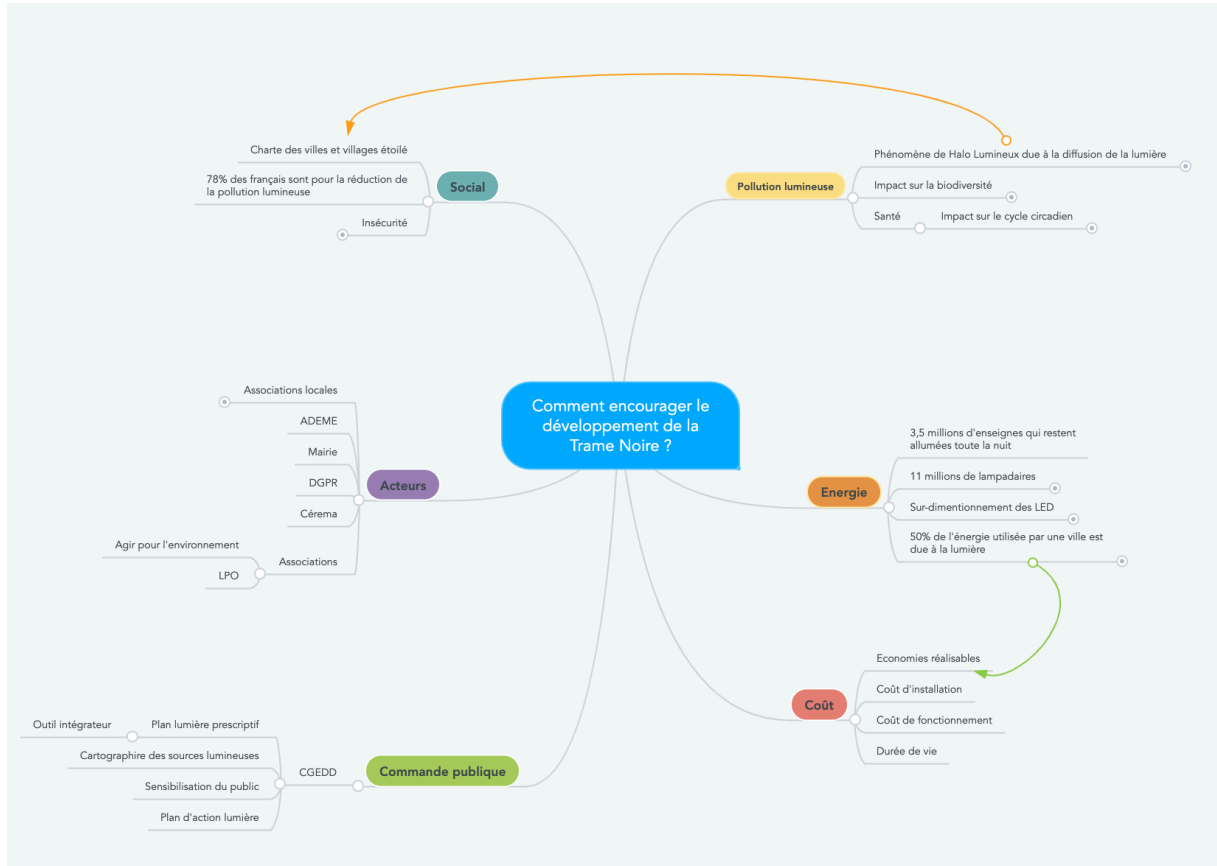 Comment encourager le
développement de la
Trame Noire ?
Social
Charte des villes et villages étoilé
78% des français sont pour la réduction de
la pollution lumineuse
Insécurité
Pollution lumineuse
Phénomène de Halo Lumineux due à la diffusion de la lumière
Impact sur la biodiversité
Santé
Impact sur le cycle circadien
Acteurs
Associations locales
ADEME
Mairie
DGPR
Cérema
Associations
Agir pour l'environnement
LPO
Energie
3,5 millions d'enseignes qui restent
allumées toute la nuit
11 millions de lampadaires
Sur-dimentionnement des LED
50% de l'énergie utilisée par une ville est
due à la lumière
Coût
Economies réalisables
Coût d'installation
Coût de fonctionnement
Durée de vie
Commande publique
CGEDD
Plan lumière prescriptif
Outil intégrateur
Cartographire des sources lumineuses
Sensibilisation du public
Plan d'action lumière